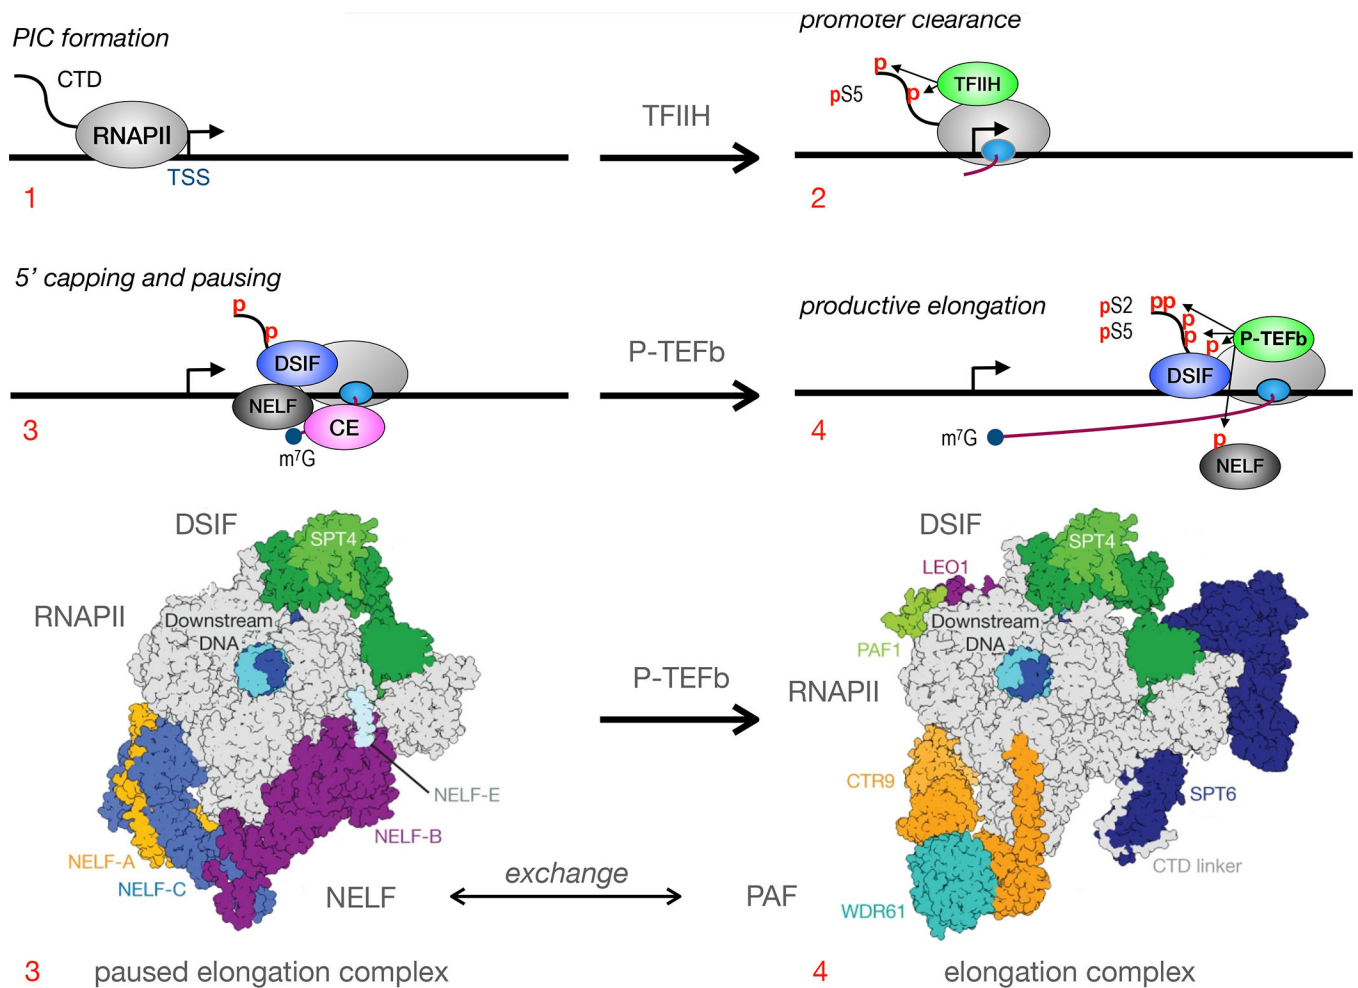 PIC formation
CTD
RNAPII
TSS
1
TFIIH
promoter clearance
p
p
pS5
TFIIH
2
5’ capping and pausing
p
p
DSIF
NELF
CE
m⁷G
3
P-TEFb
productive elongation
pS2
pS5
pp
p
p
p
P-TEFb
DSIF
m⁷G
p
NELF
4
DSIF
SPT4
RNAPII
Downstream
DNA
NELF-E
NELF-B
NELF-A
NELF-C
NELF
3
paused elongation complex
P-TEFb
exchange
DSIF
SPT4
LEO1
PAF1
Downstream
DNA
RNAPII
CTR9
SPT6
CTD linker
WDR61
PAF
4
elongation complex